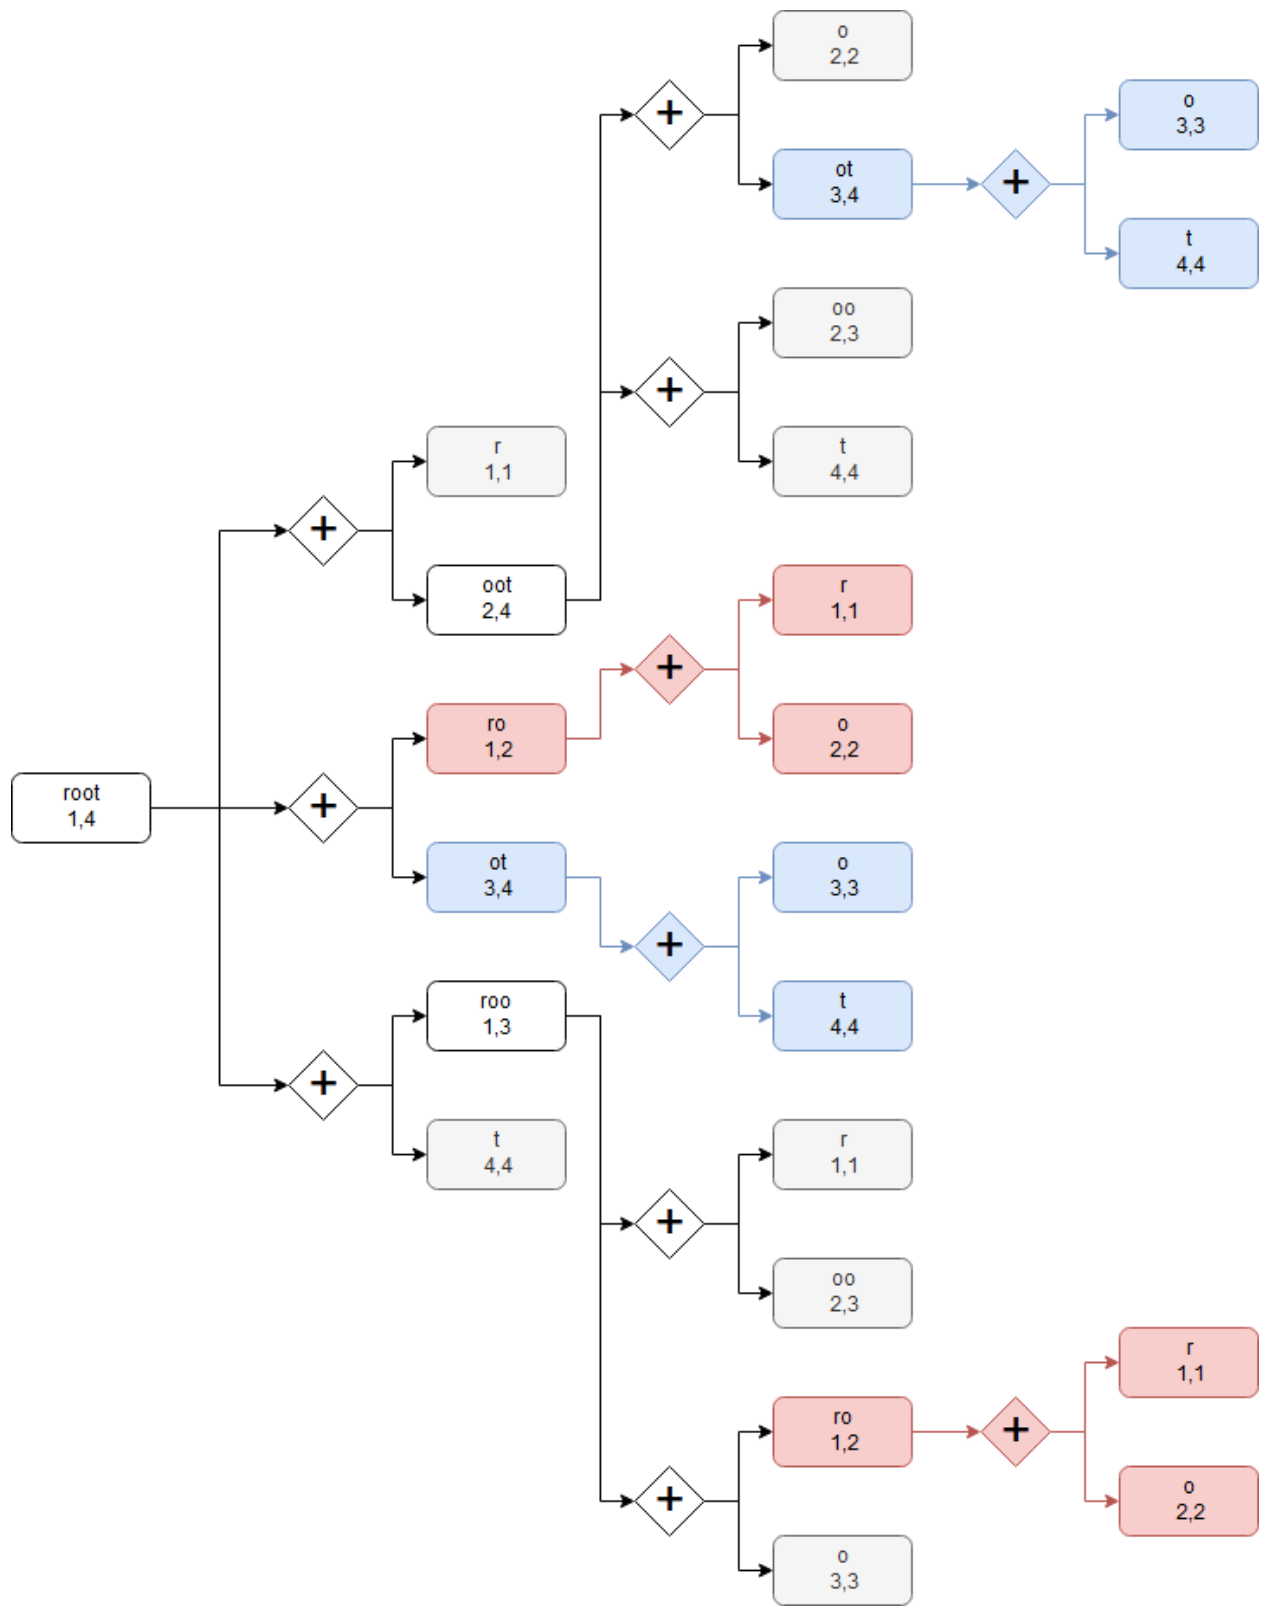 o
2,2
+
o
3,3
ot
3,4
+
t
4,4
oo
2,3
+
t
4,4
r
1,1
+
oot
2,4
r
1,1
+
ro
1,2
o
2,2
root
1,4
+
ot
3,4
o
3,3
+
t
4,4
roo
1,3
+
t
4,4
r
1,1
+
oo
2,3
r
1,1
ro
1,2
+
o
2,2
+
o
3,3